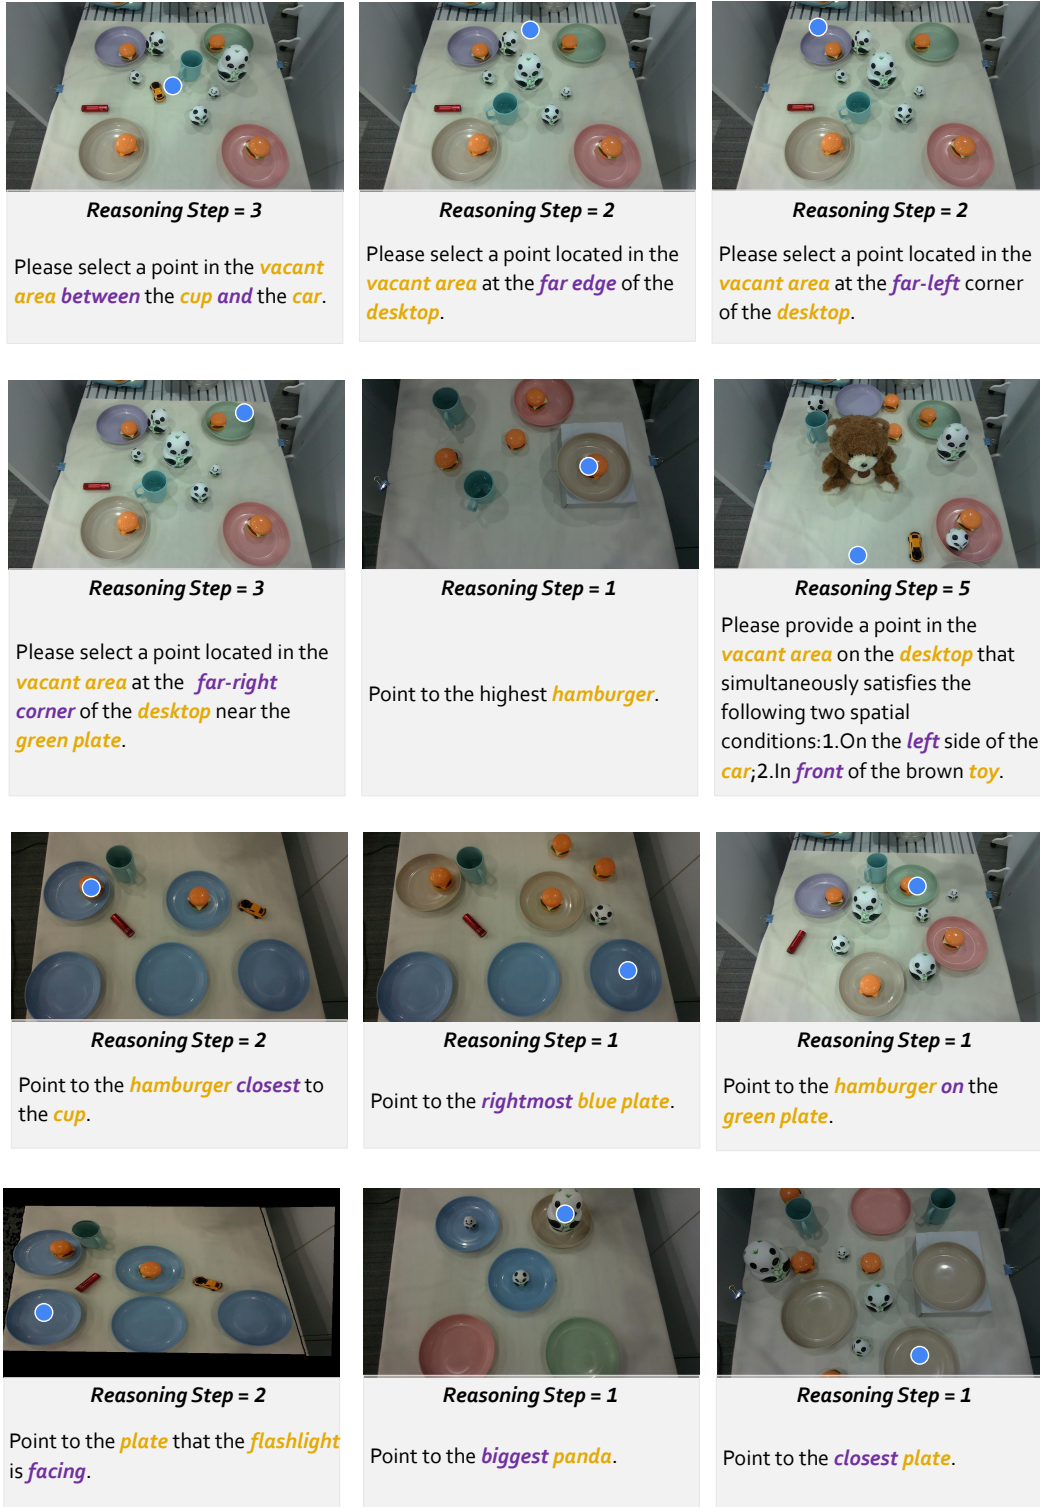 Reasoning Step = 3
Please select a point in the vacant
area between the cup and the car.
Reasoning Step = 2
Please select a point located in the
vacant area at the far edge of the
desktop.
Reasoning Step = 2
Please select a point located in the
vacant area at the far-left corner
of the desktop.
Reasoning Step = 3
Please select a point located in the
vacant area at the far-right
corner of the desktop near the
green plate.
Reasoning Step = 1
Point to the highest hamburger.
Reasoning Step = 5
Please provide a point in the
vacant area on the desktop that
simultaneously satisfies the
following two spatial
conditions:1.On the left side of the
car;2.In front of the brown toy.
Reasoning Step = 2
Point to the hamburger closest to
the cup.
Reasoning Step = 1
Point to the rightmost blue plate.
Reasoning Step = 1
Point to the hamburger on the
green plate.
Reasoning Step = 2
Point to the plate that the flashlight
is facing.
Reasoning Step = 1
Point to the biggest panda.
Reasoning Step = 1
Point to the closest plate.